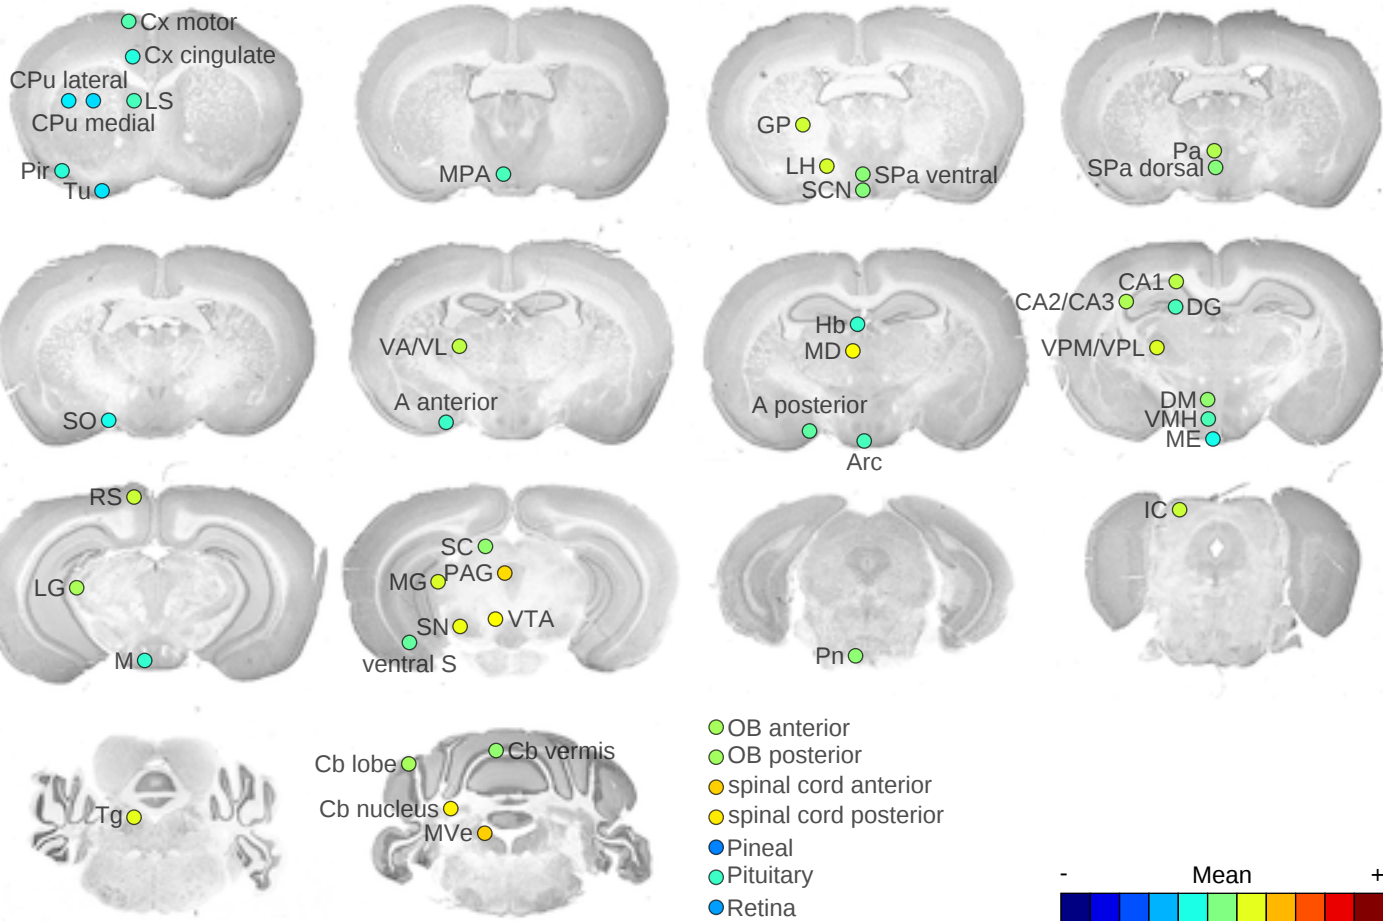 Cx motor
Cx cingulate
CPu lateral
LS
CPu medial
Pir
Tu
MPA
GP
LH
SPa ventral
SCN
Pa
SPa dorsal
SO
VA/VL
A anterior
Hb
MD
A posterior
Arc
CA1
CA2/CA3
DG
VPM/VPL
DM
VMH
ME
RS
LG
M
SC
MG
PAG
SN
VTA
ventral S
Pn
IC
Tg
Cb lobe
Cb vermis
Cb nucleus
MVe
OB anterior
OB posterior
spinal cord anterior
spinal cord posterior
Pineal
Pituitary
Retina
- Mean +